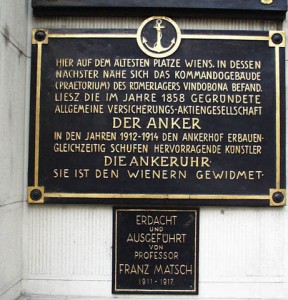 HIER AUF DEM ÄLTESTEN PLATZE WIENS, IN DESSEN
NÄCHSTER NÄHE SICH DAS KOMMANDOGEBÄUDE
(PRAETORIUM) DES RÖMERLAGERS VINDOBONA BEFAND,
LIESZ DIE IM JAHRE 1858 GEGRÜNDETE
ALLGEMEINE VERSICHERUNGS-AKTIENGESELLSCHAFT
DER ANKER
IN DEN JAHREN 1912-1914 DEN ANKERHOF ERBAUEN-
GLEICHZEITIG SCHUFEN HERVORRAGENDE KÜNSTLER
DIE ANKERUHR-
SIE IST DEN WIENERN GEWIDMET-
ERDACHT
UND
AUSGEFÜHRT
VON
PROFESSOR
FRANZ MATSCH
1911-1917